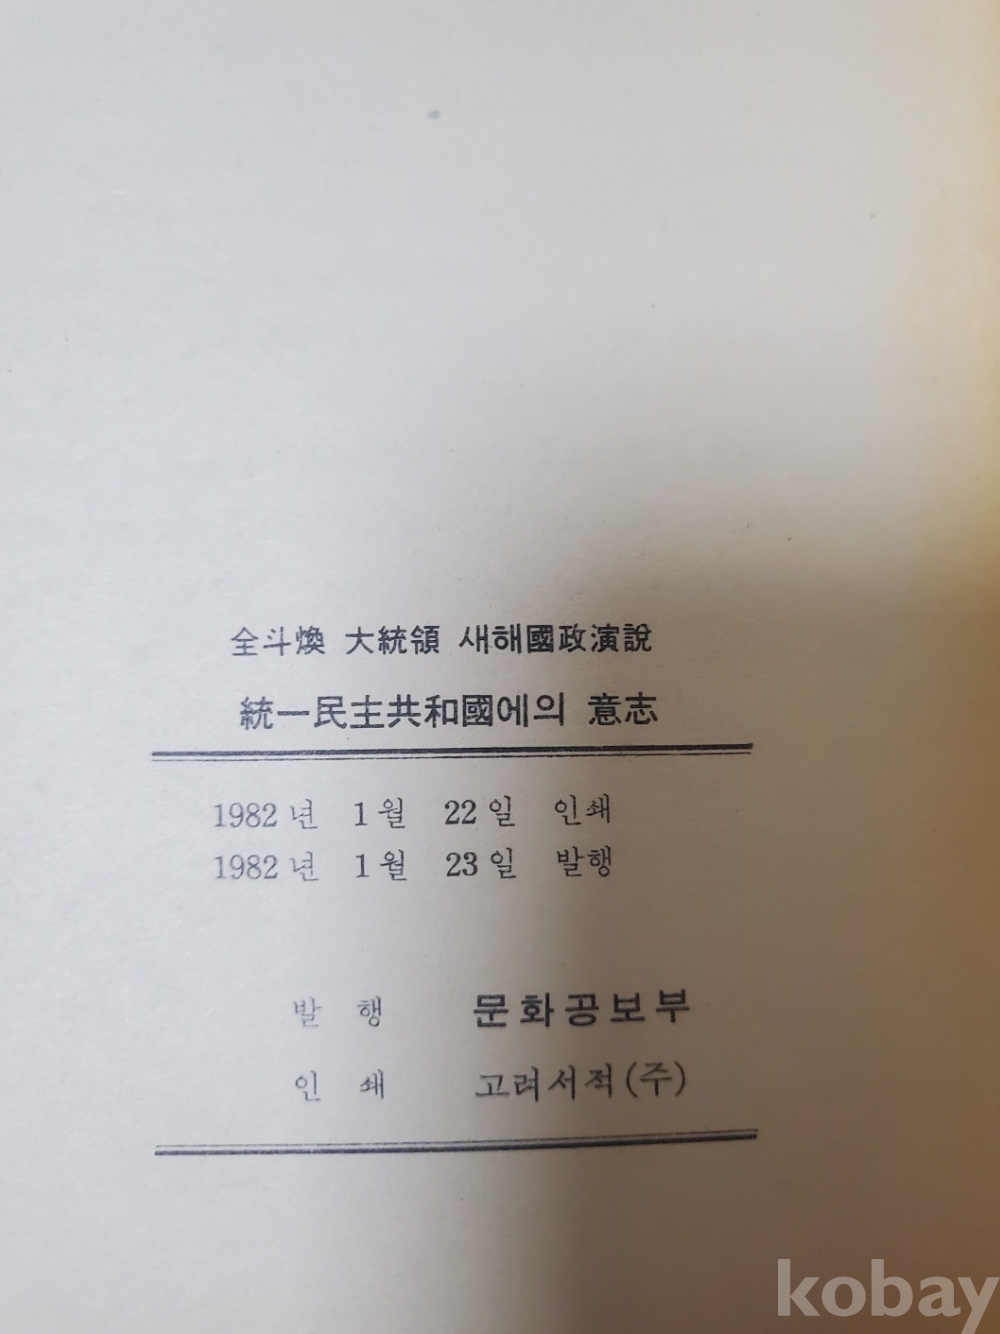 全斗煥 大統領 새해國政演說
統一民主共和國에의 意志
1982년 1월 22일 인쇄
1982년 1월 23일 발행
발 행 문화공보부
인 쇄 고려서적(주)
kobay